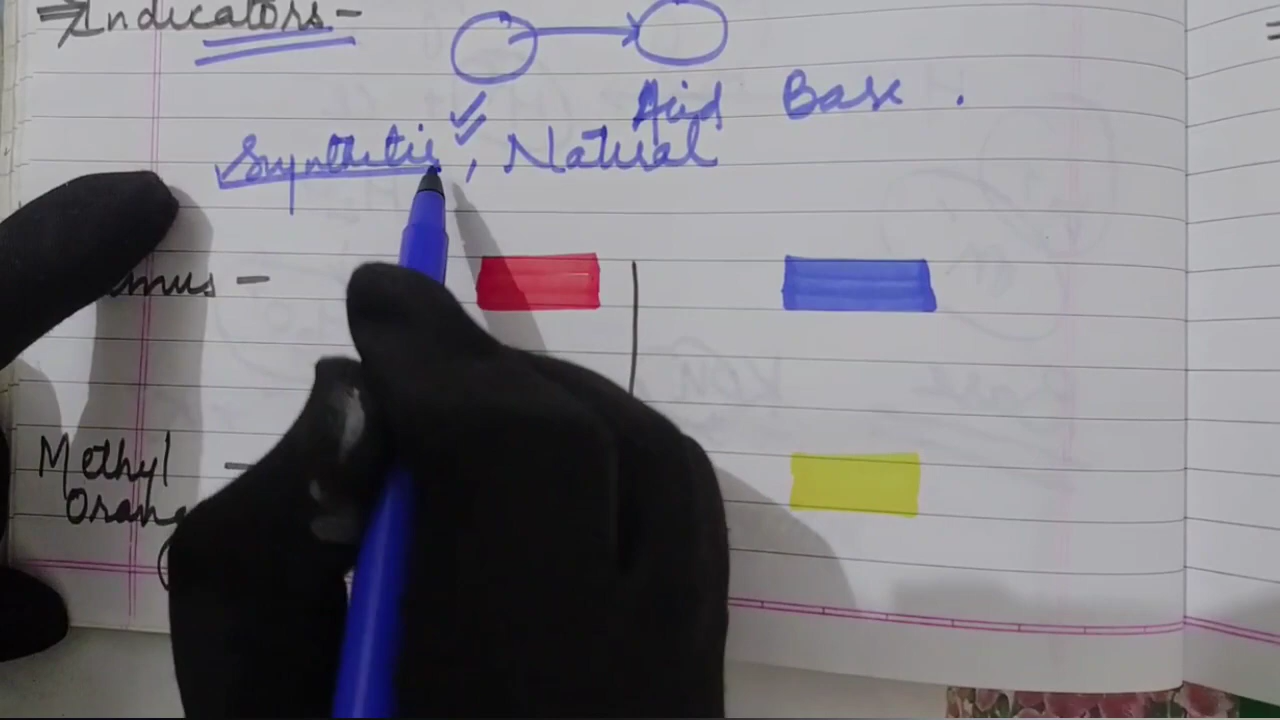 ⇒Indicators-
Acid Base .
Synthetic, Natural
Methyl -